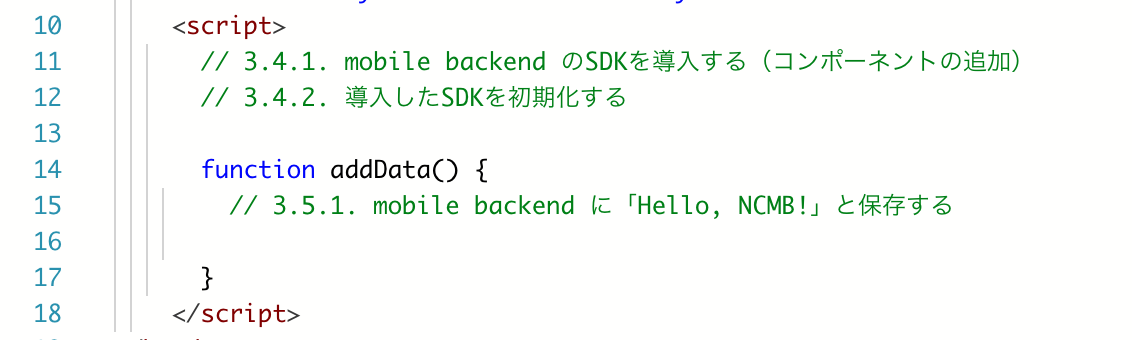 10 <script>
11 // 3.4.1. mobile backend のSDKを導入する（コンポーネントの追加）
12 // 3.4.2. 導入したSDKを初期化する
13
14 function addData() {
15 // 3.5.1. mobile backend に「Hello, NCMB!」と保存する
16
17 }
18 </script>